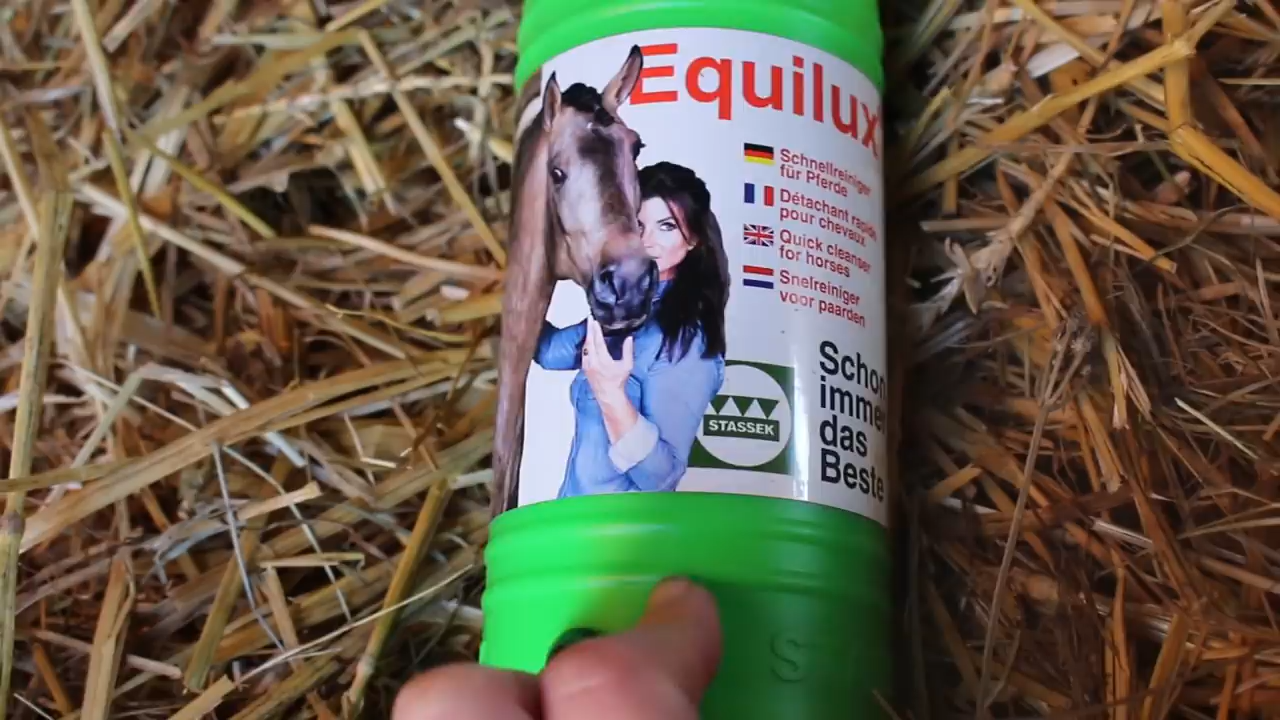 Equilux
Schnellreiniger
für Pferde
Détachant rapide
pour chevaux
Quick cleanser
for horses
Snelreiniger
voor paarden
STASSEK
Schon
immer
das
Beste